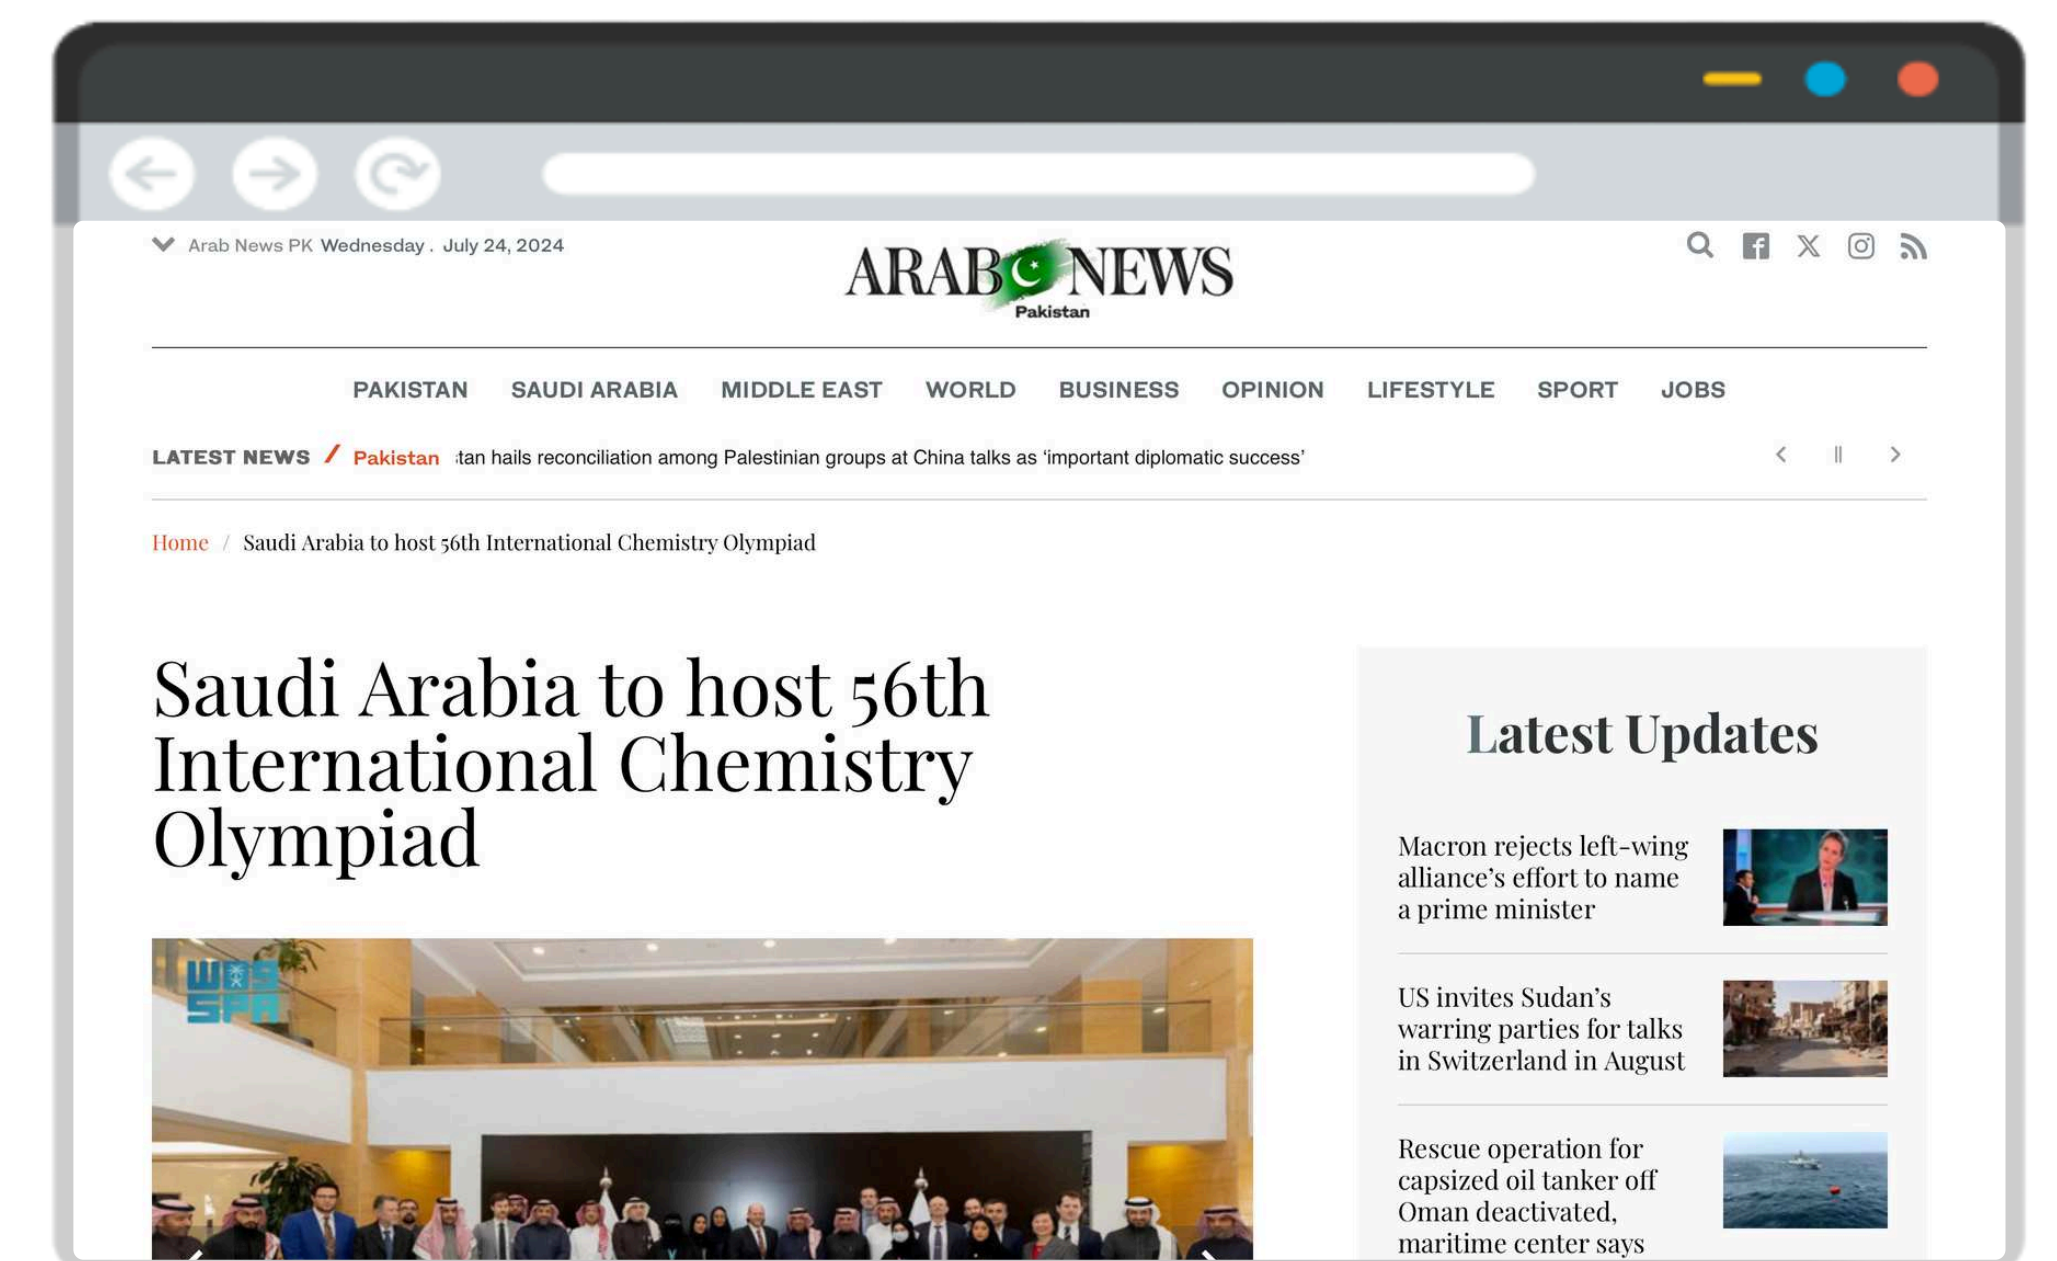 Arab News PK Wednesday . July 24, 2024
ARAB NEWS
Pakistan
PAKISTAN SAUDI ARABIA MIDDLE EAST WORLD BUSINESS OPINION LIFESTYLE SPORT JOBS
LATEST NEWS / Pakistan tan hails reconciliation among Palestinian groups at China talks as ‘important diplomatic success’
Home / Saudi Arabia to host 56th International Chemistry Olympiad
Saudi Arabia to host 56th
International Chemistry
Olympiad
واس
SPA
Latest Updates
Macron rejects left-wing
alliance’s effort to name
a prime minister
US invites Sudan’s
warring parties for talks
in Switzerland in August
Rescue operation for
capsized oil tanker off
Oman deactivated,
maritime center says